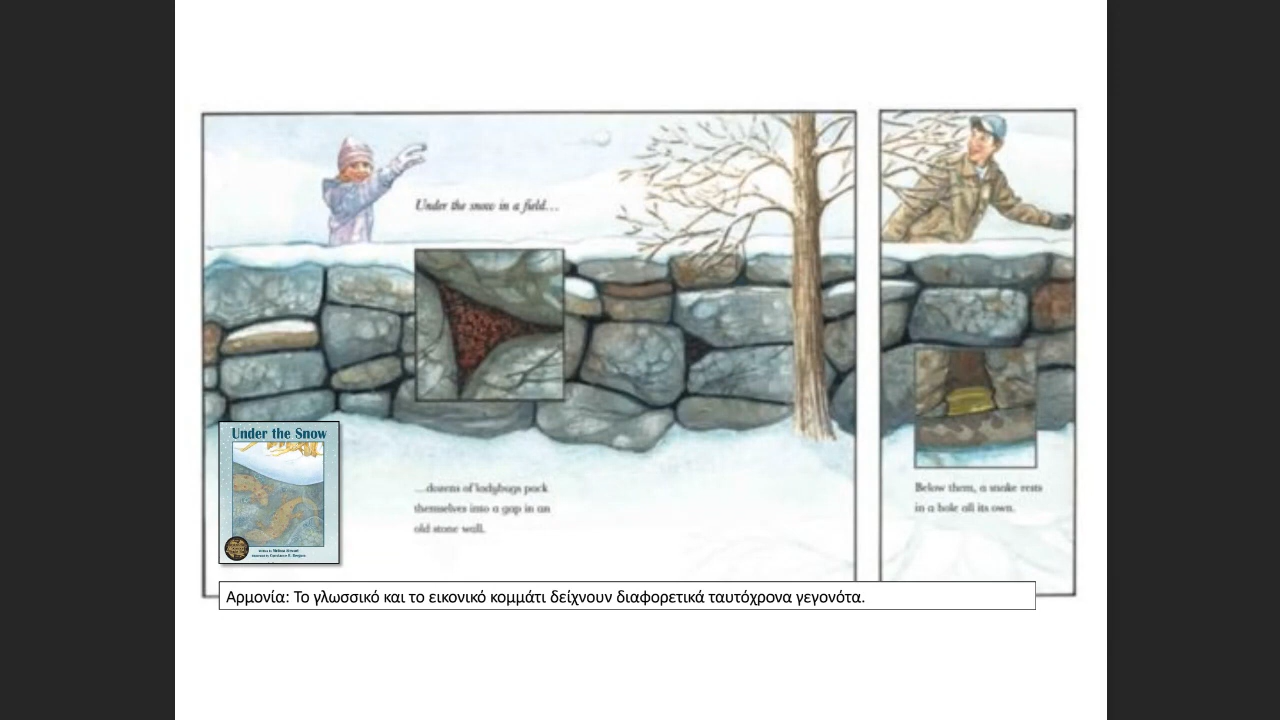 Under the snow in a field...
...dozens of ladybugs pack
themselves into a gap in an
old stone wall.
Below them, a snake rests
in a hole all its own.
Under the Snow
Αρμονία: Το γλωσσικό και το εικονικό κομμάτι δείχνουν διαφορετικά ταυτόχρονα γεγονότα.